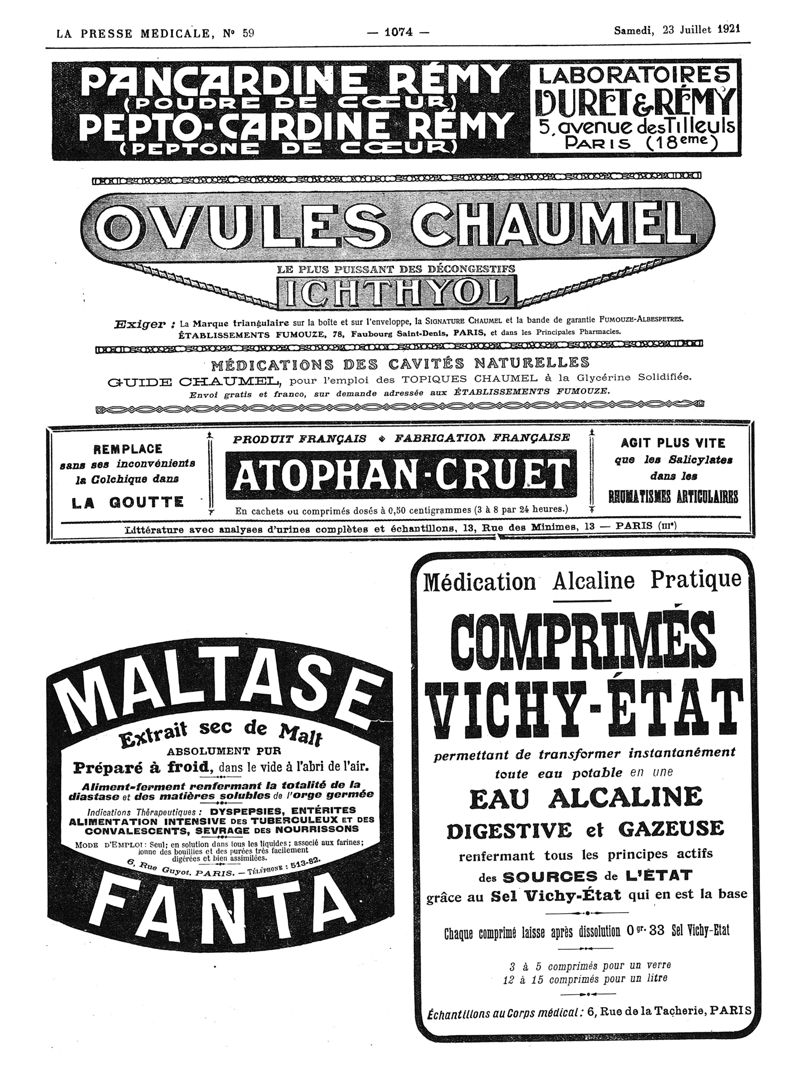 LA PRESSE MEDICALE, Nº 59 — 1074 — Samedi, 23 Juillet 1921
PANCARDINE RÉMY
(POUDRE DE CŒUR)
PEPTO-CARDINE RÉMY
(PEPTONE DE CŒUR)
LABORATOIRES
DURET & RÉMY
5, avenue des Tilleuls
PARIS (18eme)
OVULES CHAUMEL
LE PLUS PUISSANT DES DÉCONGESTIFS
ICHTHYOL
Exiger : La Marque triangulaire sur la boîte et sur l'enveloppe, la SIGNATURE CHAUMEL et la bande de garantie FUMOUZE-ALBESPEYRES.
ÉTABLISSEMENTS FUMOUZE, 78, Faubourg Saint-Denis, PARIS, et dans les Principales Pharmacies.
MÉDICATIONS DES CAVITÉS NATURELLES
GUIDE CHAUMEL, pour l'emploi des TOPIQUES CHAUMEL à la Glycérine Solidifiée.
Envoi gratis et franco, sur demande adressée aux ÉTABLISSEMENTS FUMOUZE.
REMPLACE
sans ses inconvénients
la Colchique dans
LA GOUTTE
PRODUIT FRANÇAIS ♦ FABRICATION FRANÇAISE
ATOPHAN-CRUET
En cachets ou comprimés dosés à 0,50 centigrammes (3 à 8 par 24 heures.)
AGIT PLUS VITE
que les Salicylates
dans les
RHUMATISMES ARTICULAIRES
Littérature avec analyses d'urines complètes et échantillons, 13, Rue des Minimes, 13 — PARIS (IIIe)
MALTASE
Extrait sec de Malt
ABSOLUMENT PUR
Préparé à froid, dans le vide à l'abri de l'air.
Aliment-ferment renfermant la totalité de la
diastase et des matières solubles de l'orge germée
Indications Thérapeutiques : DYSPEPSIES, ENTÉRITES
ALIMENTATION INTENSIVE DES TUBERCULEUX ET DES
CONVALESCENTS, SEVRAGE DES NOURRISSONS
MODE D'EMPLOI : Seul; en solution dans tous les liquides; associé aux farines;
donne des bouillies et des purées très facilement
digérées et bien assimilées.
6, Rue Guyot, PARIS. — TÉLÉPHONE : 513-82.
FANTA
Médication Alcaline Pratique
COMPRIMÉS
VICHY-ÉTAT
permettant de transformer instantanément
toute eau potable en une
EAU ALCALINE
DIGESTIVE et GAZEUSE
renfermant tous les principes actifs
des SOURCES de L'ÉTAT
grâce au Sel Vichy-État qui en est la base
Chaque comprimé laisse après dissolution 0 gr. 33 Sel Vichy-Etat
3 à 5 comprimés pour un verre
12 à 15 comprimés pour un litre
Échantillons au Corps médical : 6, Rue de la Tacherie, PARIS